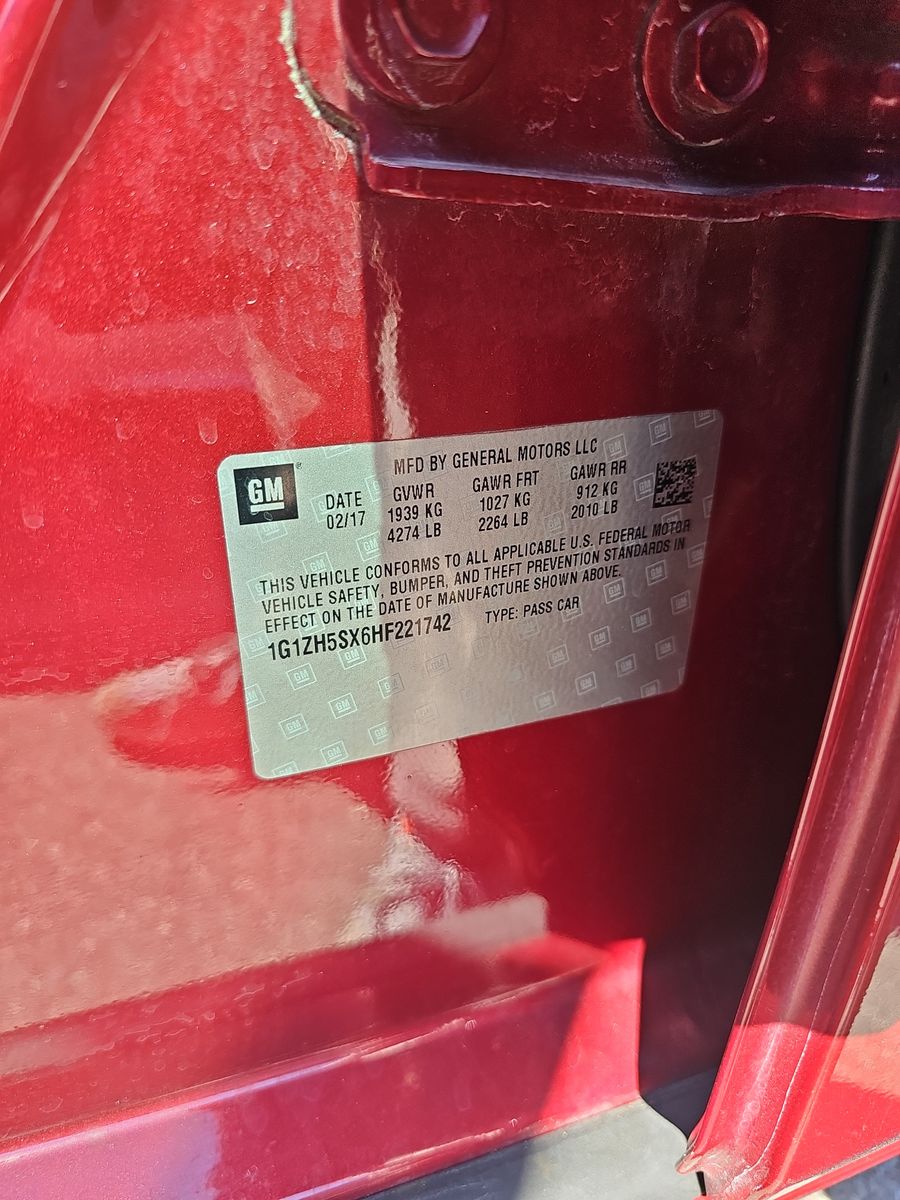 GM
MFD BY GENERAL MOTORS LLC
DATE GVWR GAWR FRT GAWR RR
02/17 1939 KG 1027 KG 912 KG
4274 LB 2264 LB 2010 LB
THIS VEHICLE CONFORMS TO ALL APPLICABLE U.S. FEDERAL MOTOR
VEHICLE SAFETY, BUMPER, AND THEFT PREVENTION STANDARDS IN
EFFECT ON THE DATE OF MANUFACTURE SHOWN ABOVE.
1G1ZH5SX6HF221742 TYPE: PASS CAR